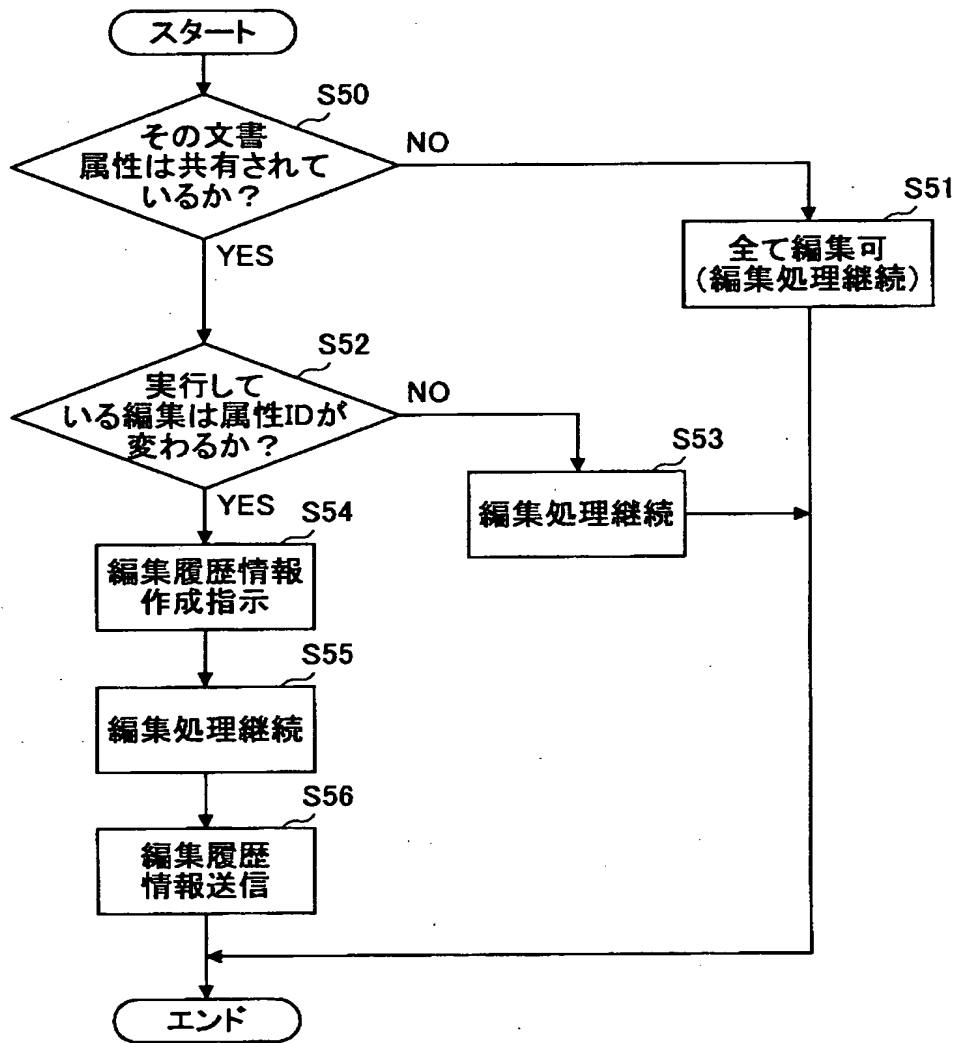 スタート
S50
その文書
属性は共有されて
いるか？
NO
YES
S51
全て編集可
(編集処理継続)
S52
実行して
いる編集は属性IDが
変わるか？
NO
YES
S53
編集処理継続
S54
編集履歴情報
作成指示
S55
編集処理継続
S56
編集履歴
情報送信
エンド